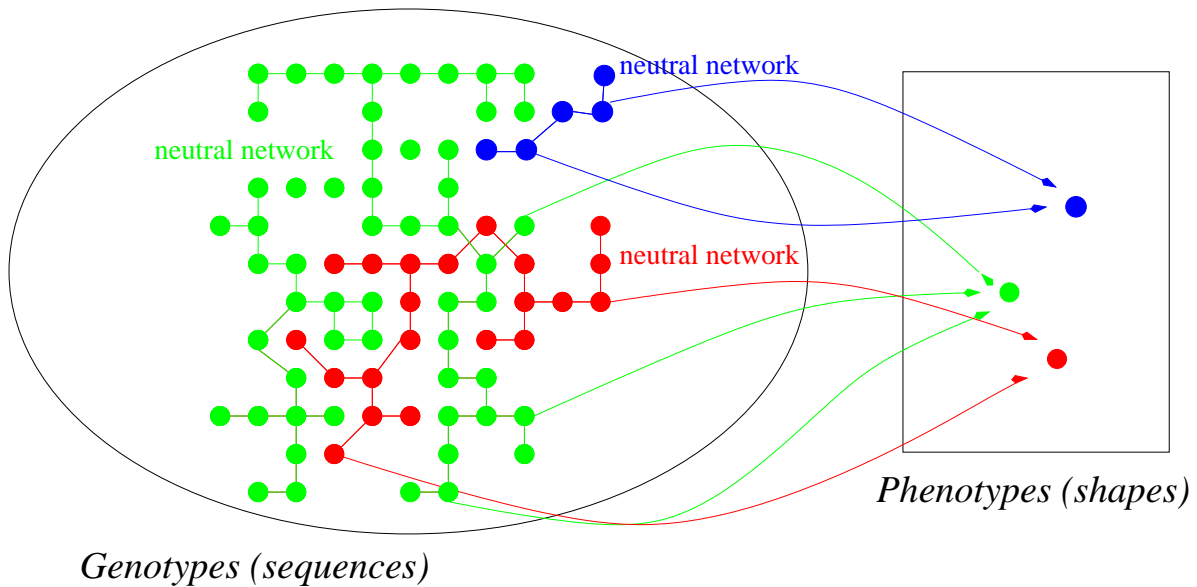 neutral network
neutral network
neutral network
Phenotypes (shapes)
Genotypes (sequences)